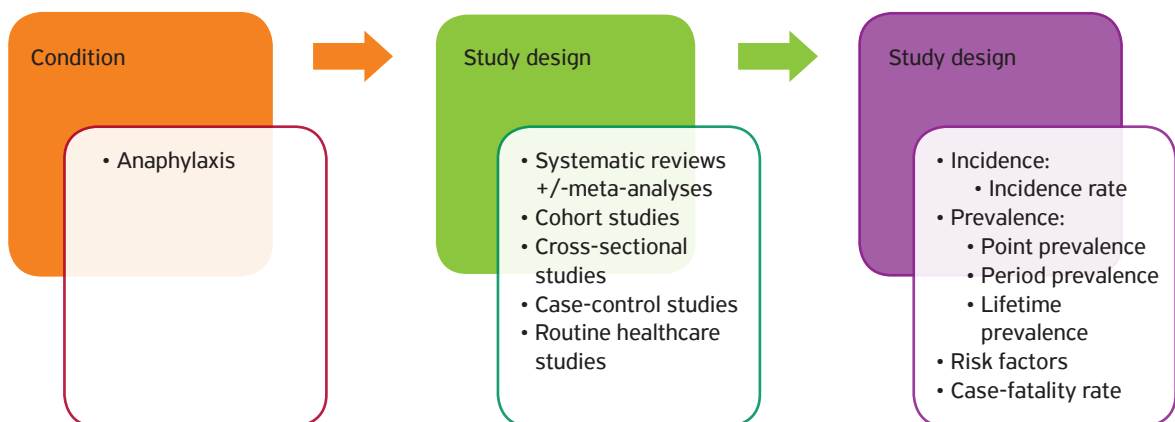 Condition
• Anaphylaxis
Study design
• Systematic reviews
+/-meta-analyses
• Cohort studies
• Cross-sectional
studies
• Case-control studies
• Routine healthcare
studies
Study design
• Incidence:
• Incidence rate
• Prevalence:
• Point prevalence
• Period prevalence
• Lifetime
prevalence
• Risk factors
• Case-fatality rate